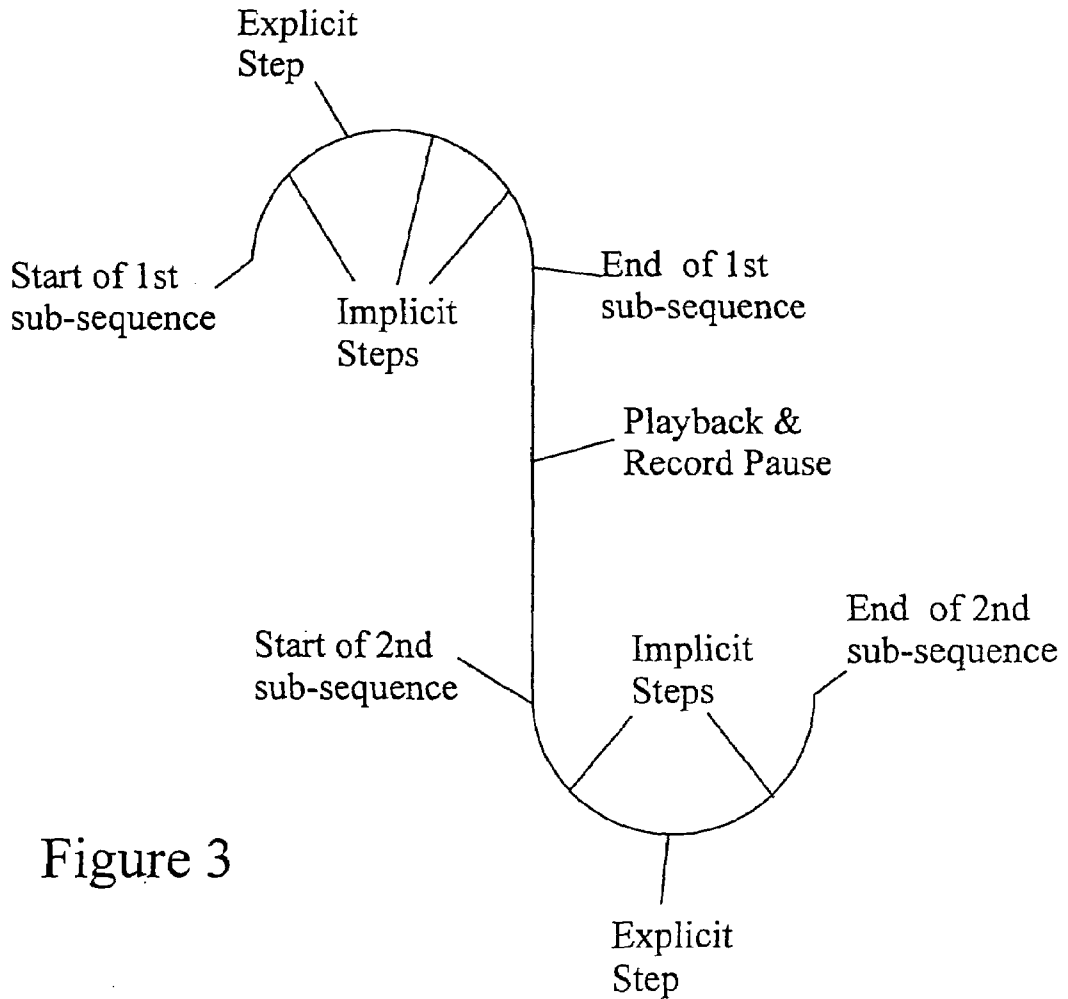 Explicit
Step
Start of 1st
sub-sequence
Implicit
Steps
End of 1st
sub-sequence
Playback &
Record Pause
Start of 2nd
sub-sequence
Implicit
Steps
End of 2nd
sub-sequence
Figure 3
Explicit
Step